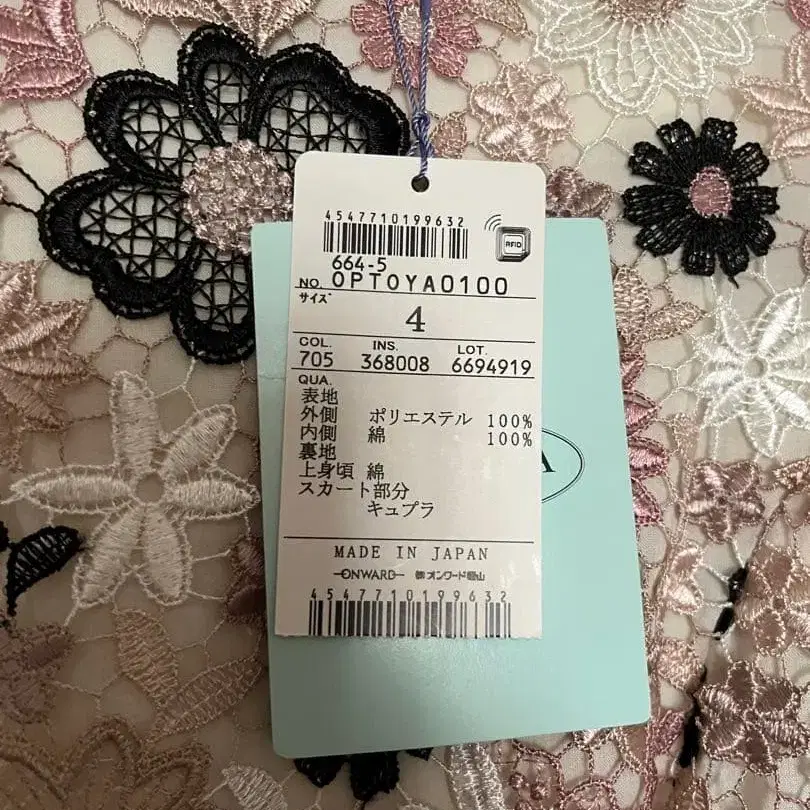 4547710199632
RFID
664-5
NO. OPTOYA0100
サイズ
4
COL. INS. LOT.
705 368008 6694919
QUA.
表地
外側 ポリエステル 100%
内側 綿 100%
裏地
上身頃 綿
スカート部分
キュプラ
MADE IN JAPAN
ONWARD ㈱オンワード樫山
4547710199632
A